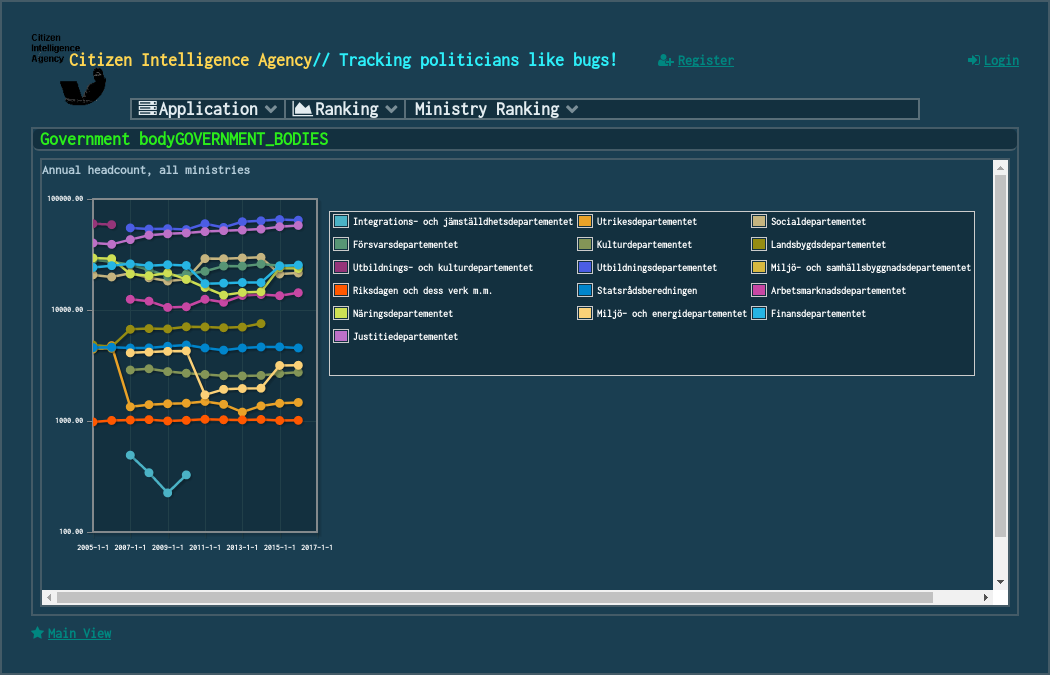 Citizen
Intelligence
Agency
Citizen Intelligence Agency// Tracking politicians like bugs!
Register
Login
Application
Ranking
Ministry Ranking
Government bodyGOVERNMENT_BODIES
Annual headcount, all ministries
100000.00
10000.00
1000.00
100.00
2005-1-1 2007-1-1 2009-1-1 2011-1-1 2013-1-1 2015-1-1 2017-1-1
Integrations- och jämställdhetsdepartementet Utrikesdepartementet Socialdepartementet
Försvarsdepartementet Kulturdepartementet Landsbygdsdepartementet
Utbildnings- och kulturdepartementet Utbildningsdepartementet Miljö- och samhällsbyggnadsdepartementet
Riksdagen och dess verk m.m. Statsrådsberedningen Arbetsmarknadsdepartementet
Näringsdepartementet Miljö- och energidepartementet Finansdepartementet
Justitiedepartementet
Main View